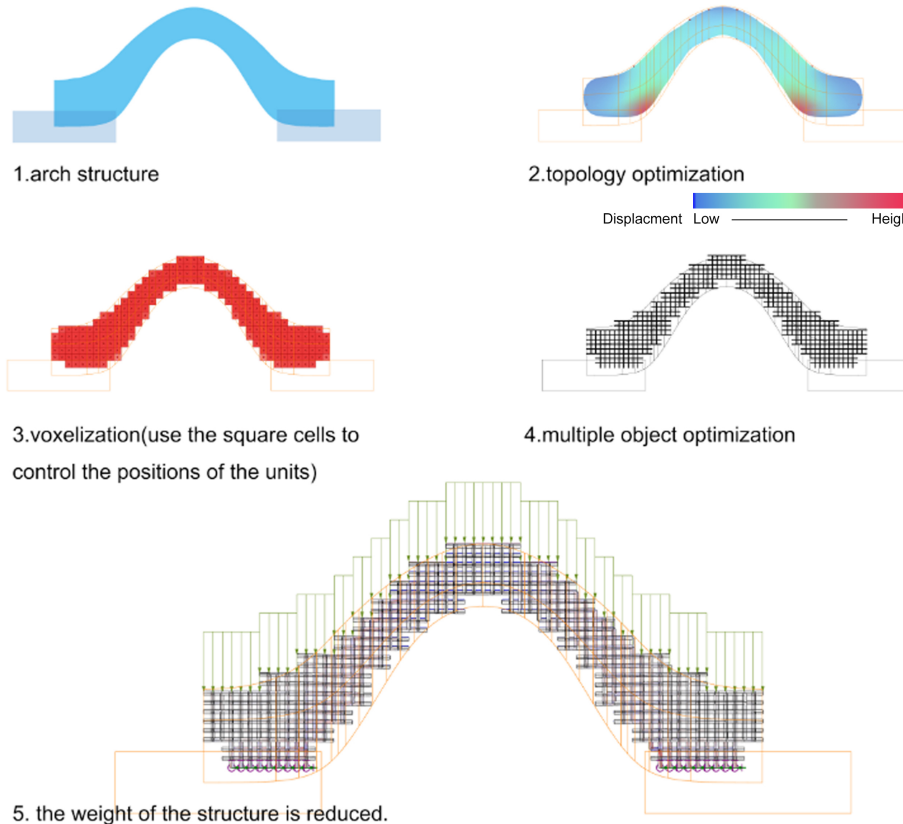 1.arch structure
2.topology optimization
Displacment Low Heigh
3.voxelization(use the square cells to
control the positions of the units)
4.multiple object optimization
5. the weight of the structure is reduced.